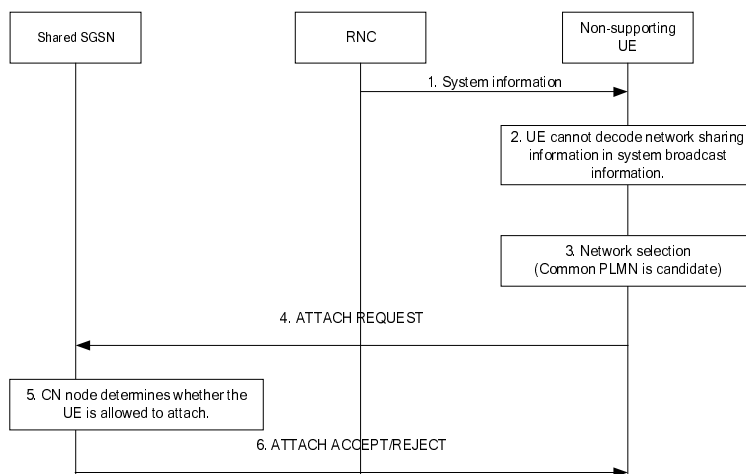 Shared SGSN
RNC
Non-supporting
UE
1. System information
2. UE cannot decode network sharing
information in system broadcast
information.
3. Network selection
(Common PLMN is candidate)
4. ATTACH REQUEST
5. CN node determines whether the
UE is allowed to attach.
6. ATTACH ACCEPT/REJECT